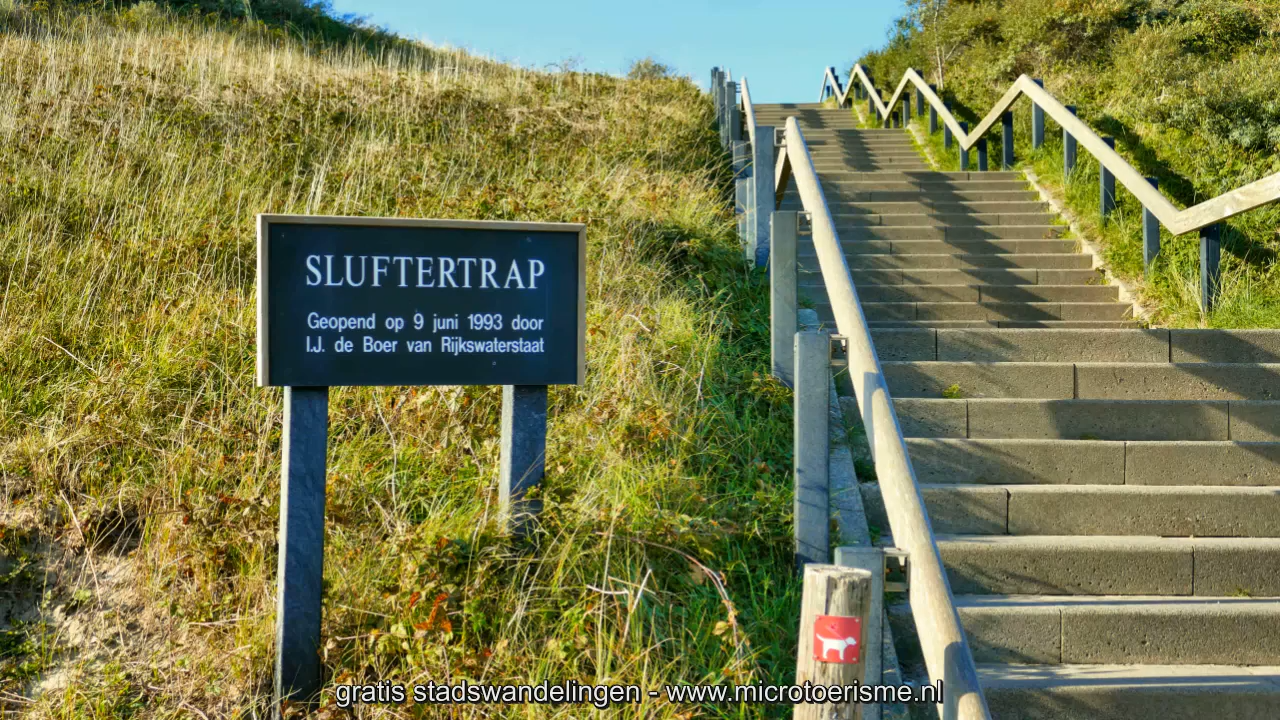 SLUFTERTRAP
Geopend op 9 juni 1993 door
I.J. de Boer van Rijkswaterstaat
gratis stadswandelingen - www.microtoerisme.nl